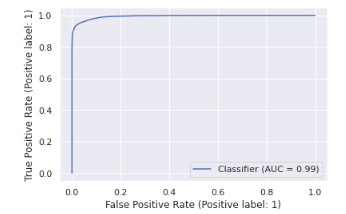 True Positive Rate (Positive label: 1)
1.0
0.8
0.6
0.4
0.2
0.0
Classifier (AUC = 0.99)
0.0 0.2 0.4 0.6 0.8 1.0
False Positive Rate (Positive label: 1)